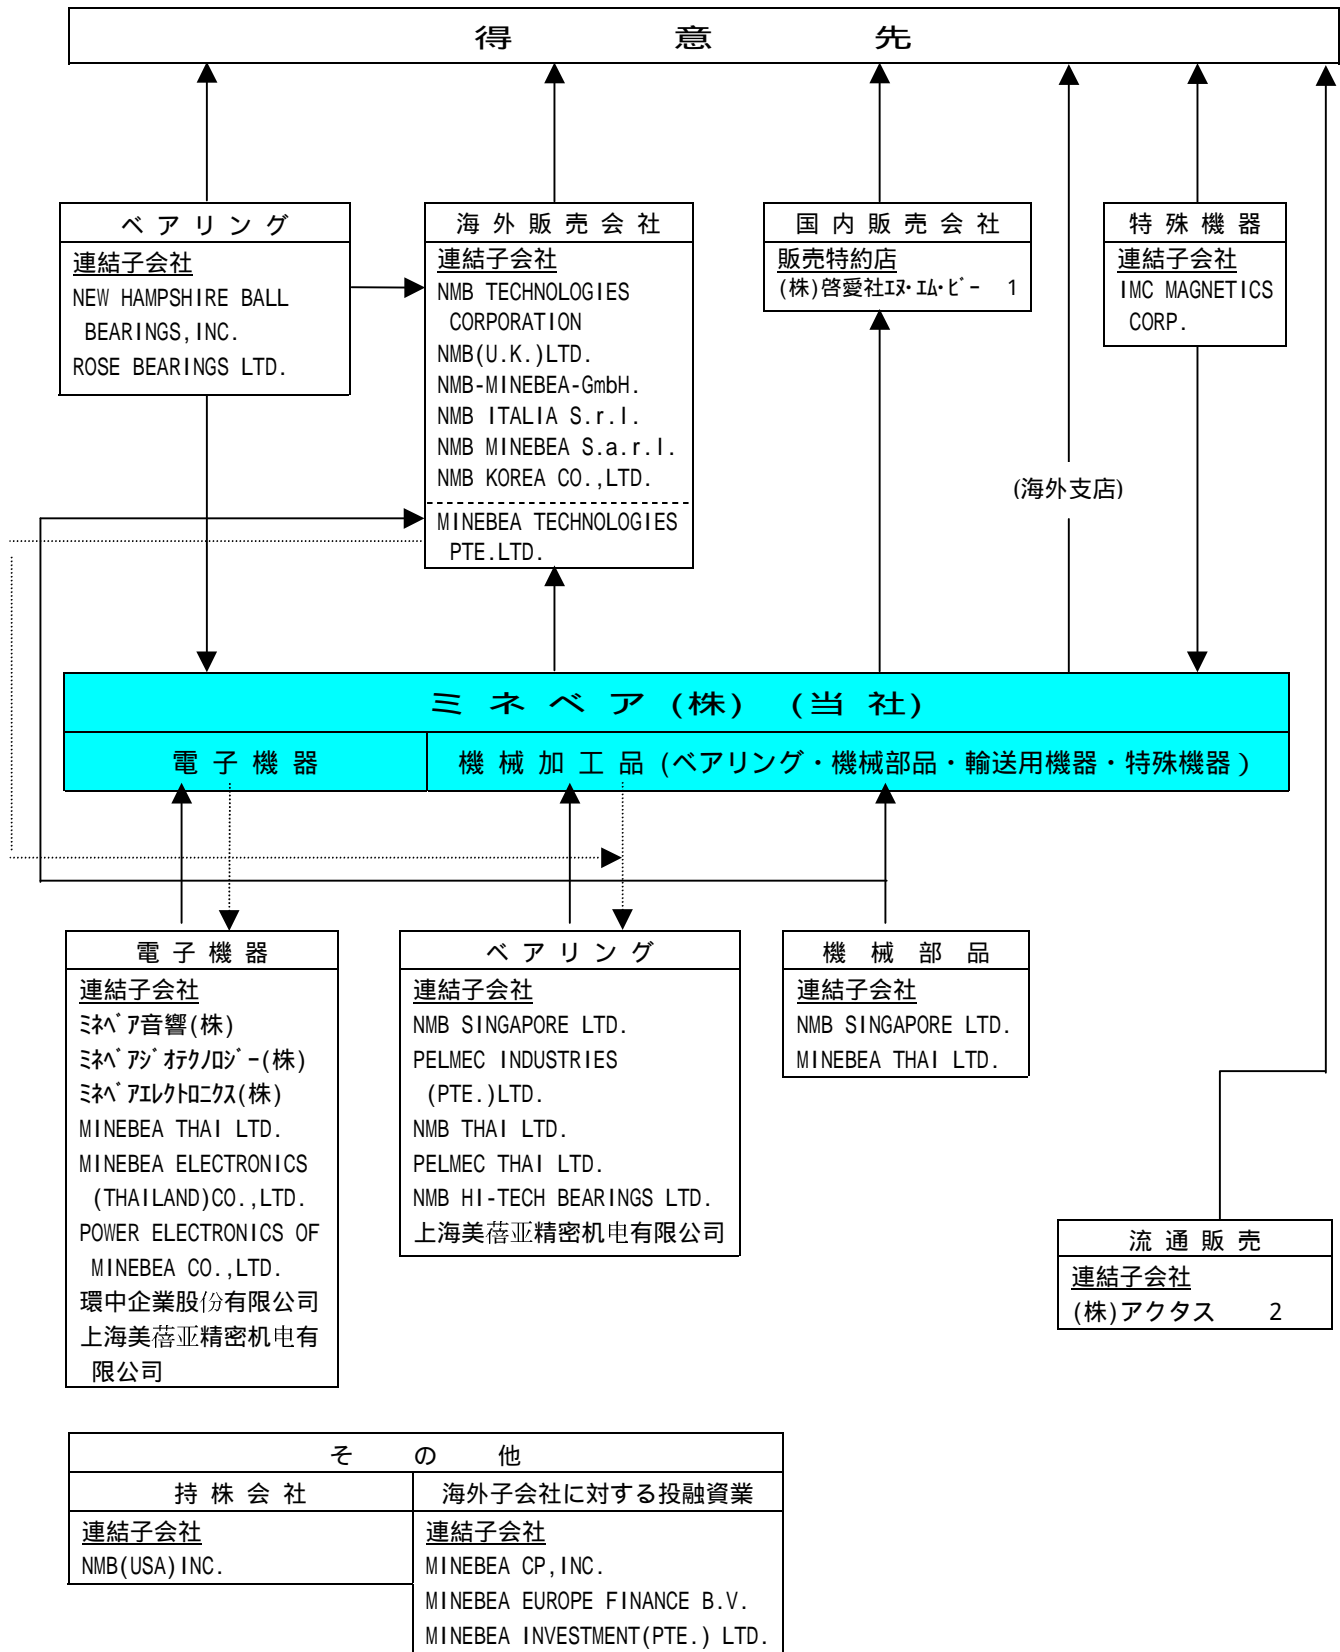 得意先
ベアリング
連結子会社
NEW HAMPSHIRE BALL
BEARINGS,INC.
ROSE BEARINGS LTD.
海外販売会社
連結子会社
NMB TECHNOLOGIES
CORPORATION
NMB(U.K.)LTD.
NMB-MINEBEA-GmbH.
NMB ITALIA S.r.l.
NMB MINEBEA S.a.r.l.
NMB KOREA CO.,LTD.
MINEBEA TECHNOLOGIES
PTE.LTD.
国内販売会社
販売特約店
(株)啓愛社ｴﾇ･ｴﾑ･ﾋﾞｰ 1
特殊機器
連結子会社
IMC MAGNETICS
CORP.
(海外支店)
ミネベア(株) (当社)
電子機器
機械加工品(ベアリング・機械部品・輸送用機器・特殊機器)
電子機器
連結子会社
ﾐﾈﾍﾞｱ音響(株)
ﾐﾈﾍﾞｱｼﾞｵﾃｸﾉﾛｼﾞｰ(株)
ﾐﾈﾍﾞｱｴﾚｸﾄﾛﾆｸｽ(株)
MINEBEA THAI LTD.
MINEBEA ELECTRONICS
(THAILAND)CO.,LTD.
POWER ELECTRONICS OF
MINEBEA CO.,LTD.
環中企業股份有限公司
上海美蓓亚精密机电有
限公司
ベアリング
連結子会社
NMB SINGAPORE LTD.
PELMEC INDUSTRIES
(PTE.)LTD.
NMB THAI LTD.
PELMEC THAI LTD.
NMB HI-TECH BEARINGS LTD.
上海美蓓亚精密机电有限公司
機械部品
連結子会社
NMB SINGAPORE LTD.
MINEBEA THAI LTD.
流通販売
連結子会社
(株)アクタス 2
その他
持株会社
連結子会社
NMB(USA)INC.
海外子会社に対する投融資業
連結子会社
MINEBEA CP,INC.
MINEBEA EUROPE FINANCE B.V.
MINEBEA INVESTMENT(PTE.) LTD.